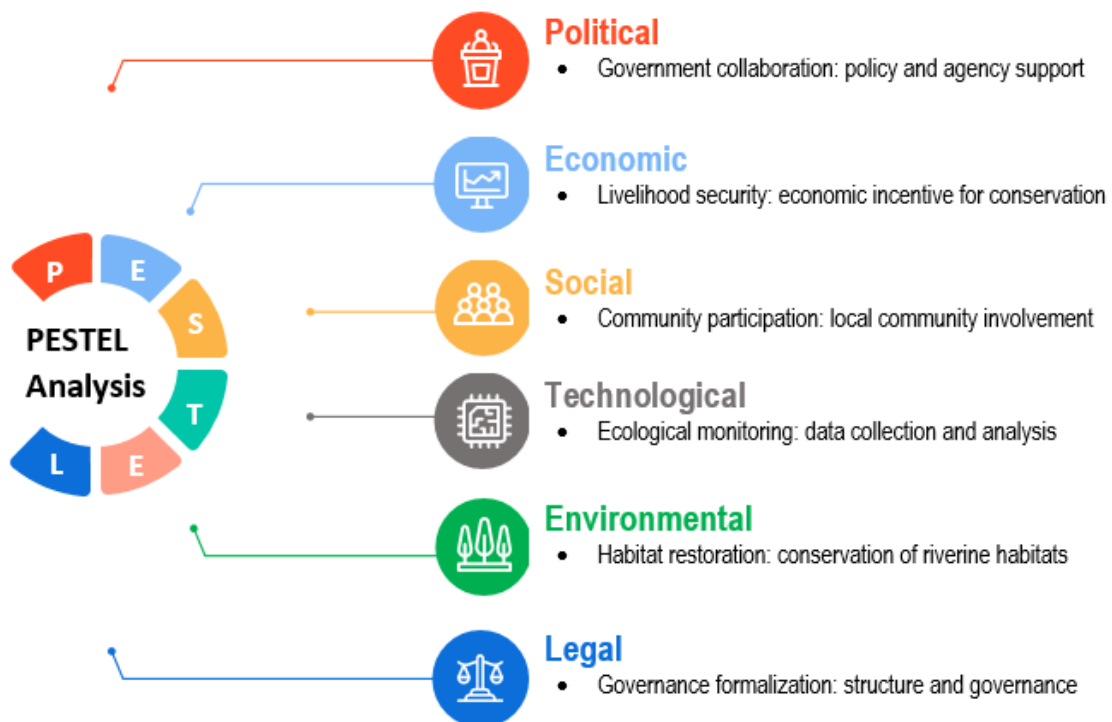 Political
• Government collaboration: policy and agency support
Economic
• Livelihood security: economic incentive for conservation
P
E
S
T
E
L
PESTEL
Analysis
Social
• Community participation: local community involvement
Technological
• Ecological monitoring: data collection and analysis
Environmental
• Habitat restoration: conservation of riverine habitats
Legal
• Governance formalization: structure and governance